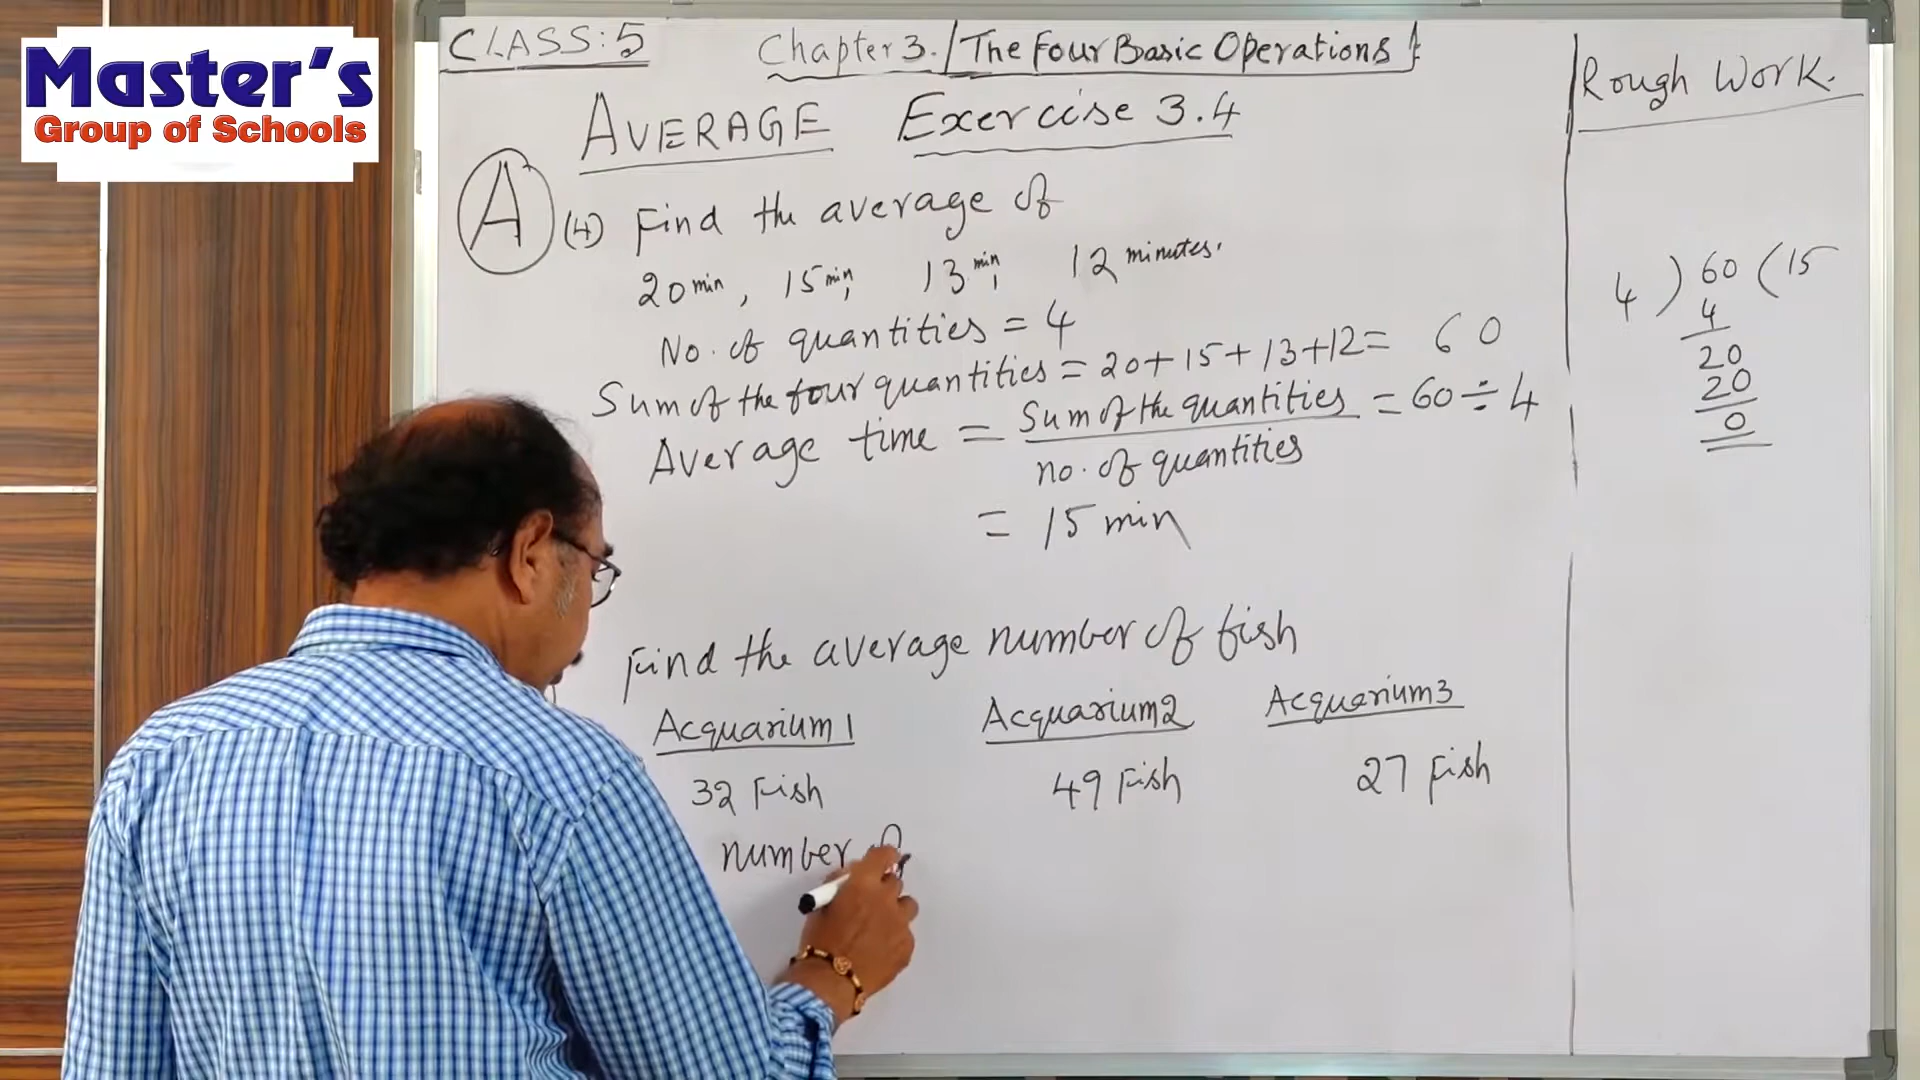 Master's
Group of Schools
CLASS: 5
Chapter 3. / The Four Basic Operations
Rough Work.
AVERAGE Exercise 3.4
A (4) Find the average of
20 min, 15 min, 13 min, 12 minutes.
No. of quantities = 4
Sum of the four quantities = 20 + 15 + 13 + 12 = 60
Average time = Sum of the quantities / no. of quantities = 60 ÷ 4
= 15 min
4 ) 60 ( 15
4
20
20
0
Find the average number of fish
Acquarium 1 Acquarium 2 Acquarium 3
32 Fish 49 Fish 27 Fish
number of